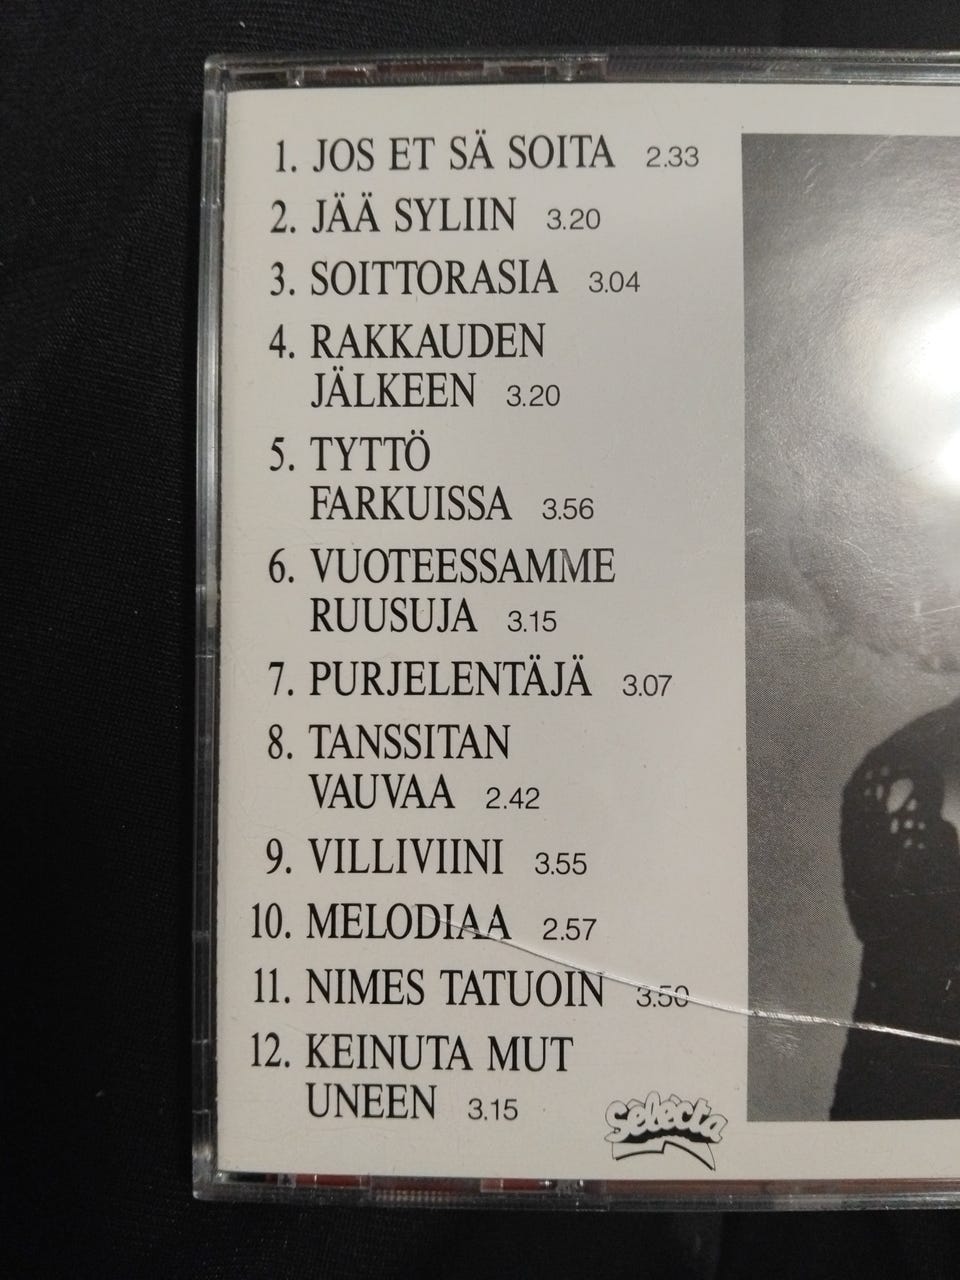 1. JOS ET SÄ SOITA 2.33
2. JÄÄ SYLIIN 3.20
3. SOITTORASIA 3.04
4. RAKKAUDEN
JÄLKEEN 3.20
5. TYTTÖ
FARKUISSA 3.56
6. VUOTEESSAMME
RUUSUJA 3.15
7. PURJELENTÄJÄ 3.07
8. TANSSITAN
VAUVAA 2.42
9. VILLIVIINI 3.55
10. MELODIAA 2.57
11. NIMES TATUOIN 3.50
12. KEINUTA MUT
UNEEN 3.15
Selecta